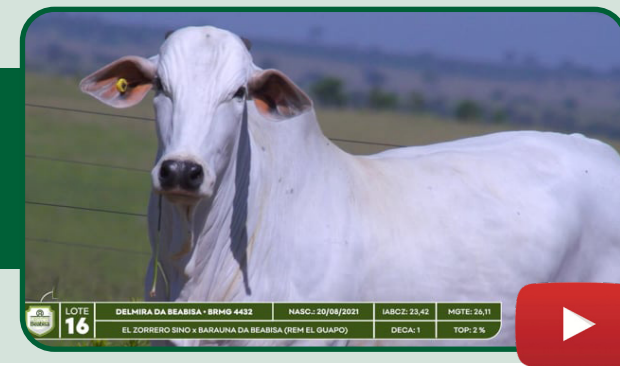 Beabisa
LOTE
16
DELMIRA DA BEABISA • BRMG 4432
NASC.: 20/08/2021
IABCZ: 23,42
MGTE: 26,11
EL ZORRERO SINO x BARAUNA DA BEABISA (REM EL GUAPO)
DECA: 1
TOP: 2 %